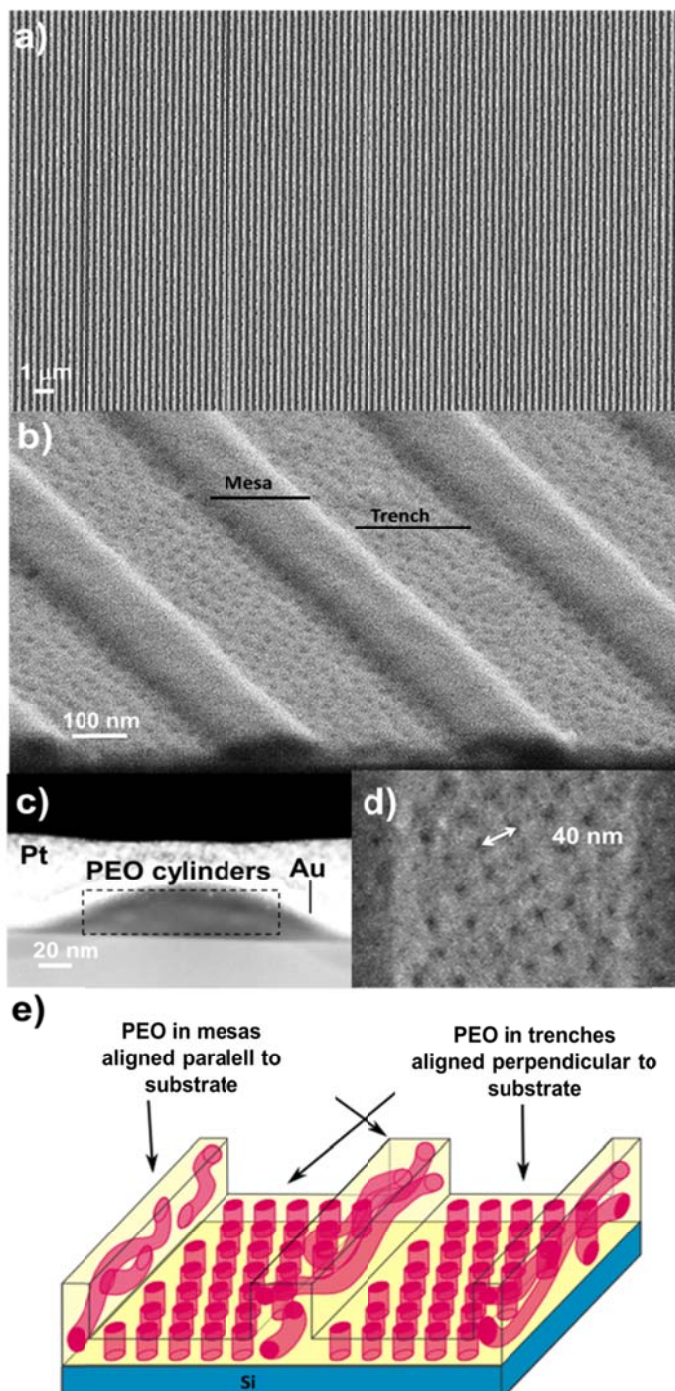 a)
1 μm
b)
Mesa
Trench
100 nm
c)
Pt
PEO cylinders
Au
20 nm
d)
40 nm
e)
PEO in mesas
aligned paralell to
substrate
PEO in trenches
aligned perpendicular to
substrate
Si